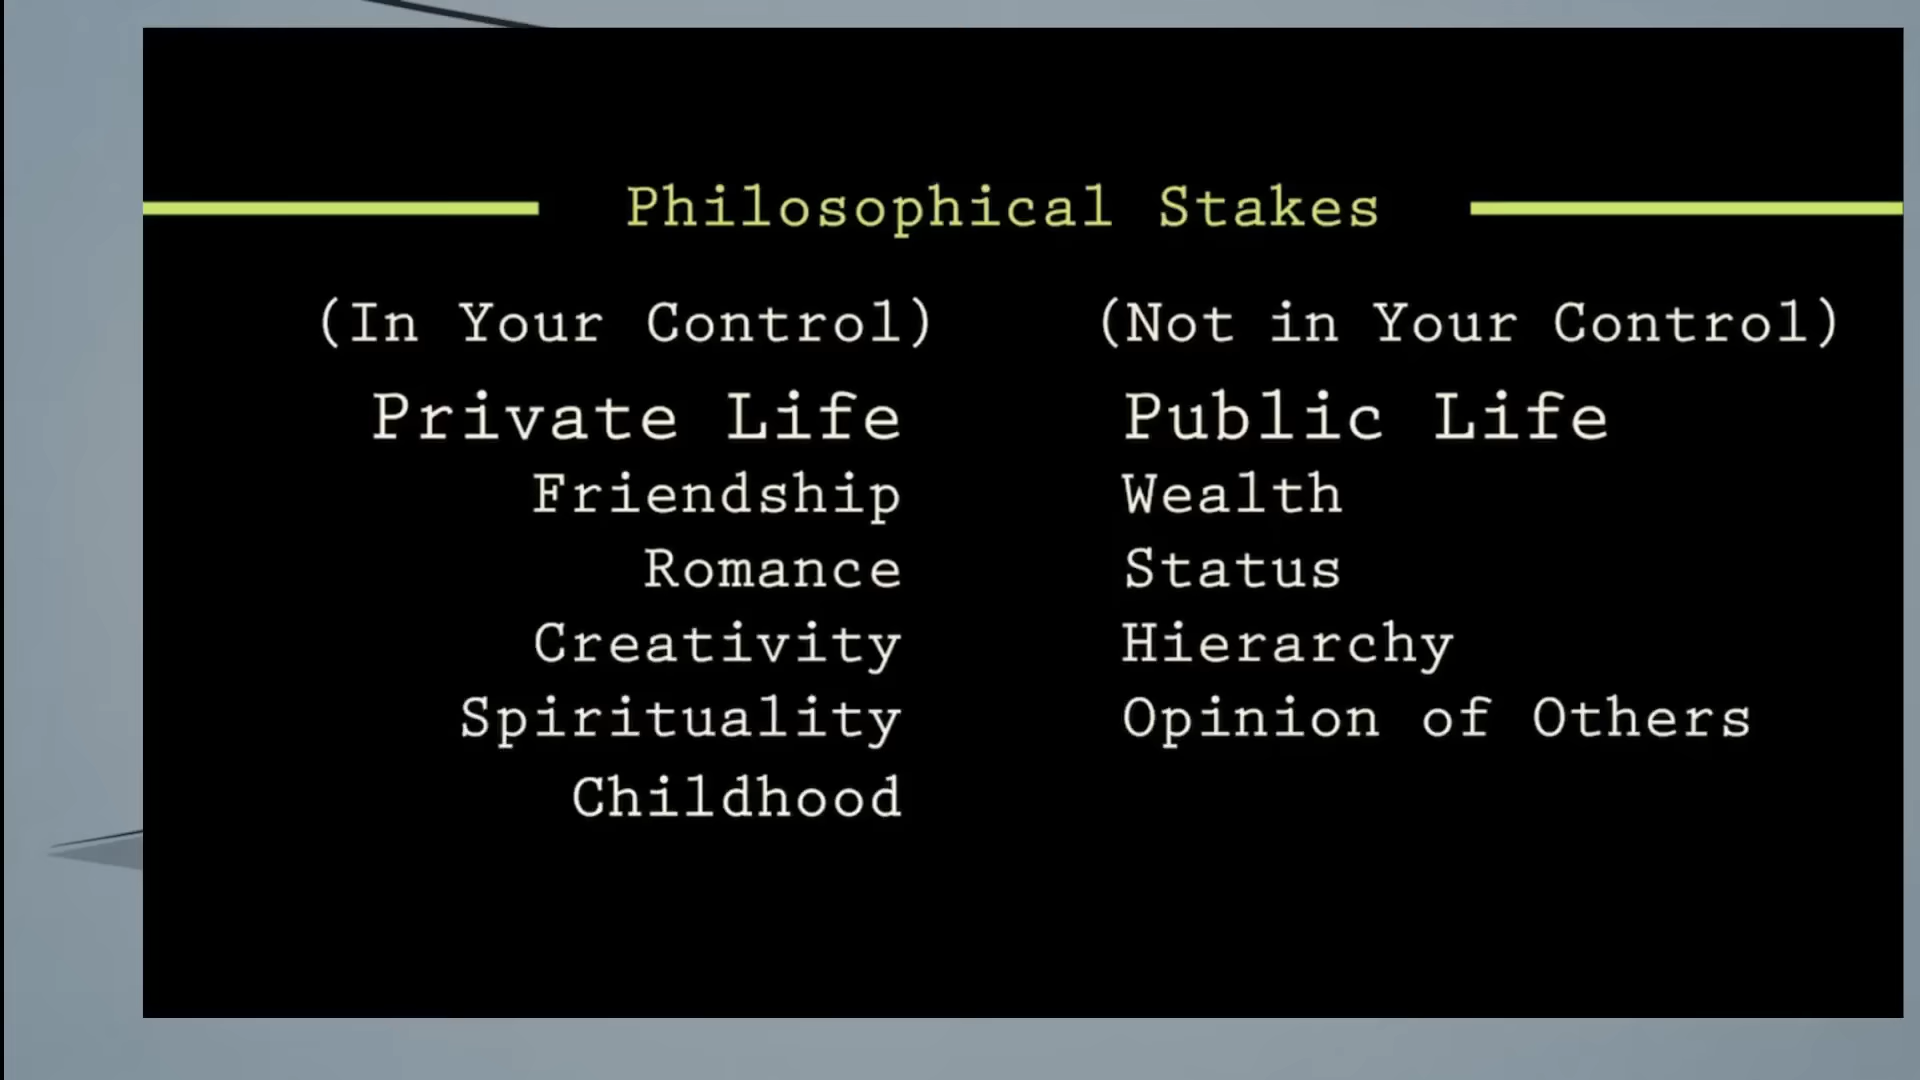 Philosophical Stakes
(In Your Control)
Private Life
Friendship
Romance
Creativity
Spirituality
Childhood
(Not in Your Control)
Public Life
Wealth
Status
Hierarchy
Opinion of Others